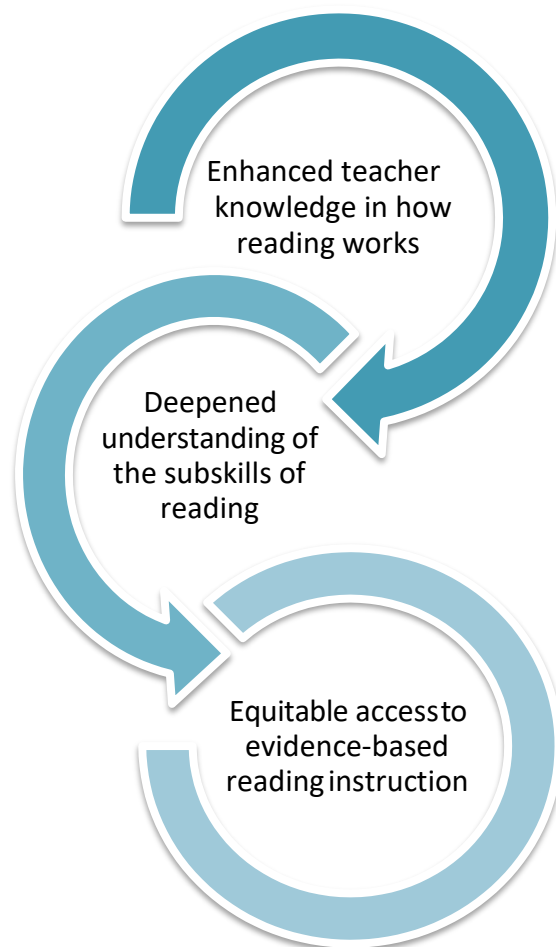 Enhanced teacher
knowledge in how
reading works
Deepened
understanding of
the subskills of
reading
Equitable access to
evidence-based
reading instruction